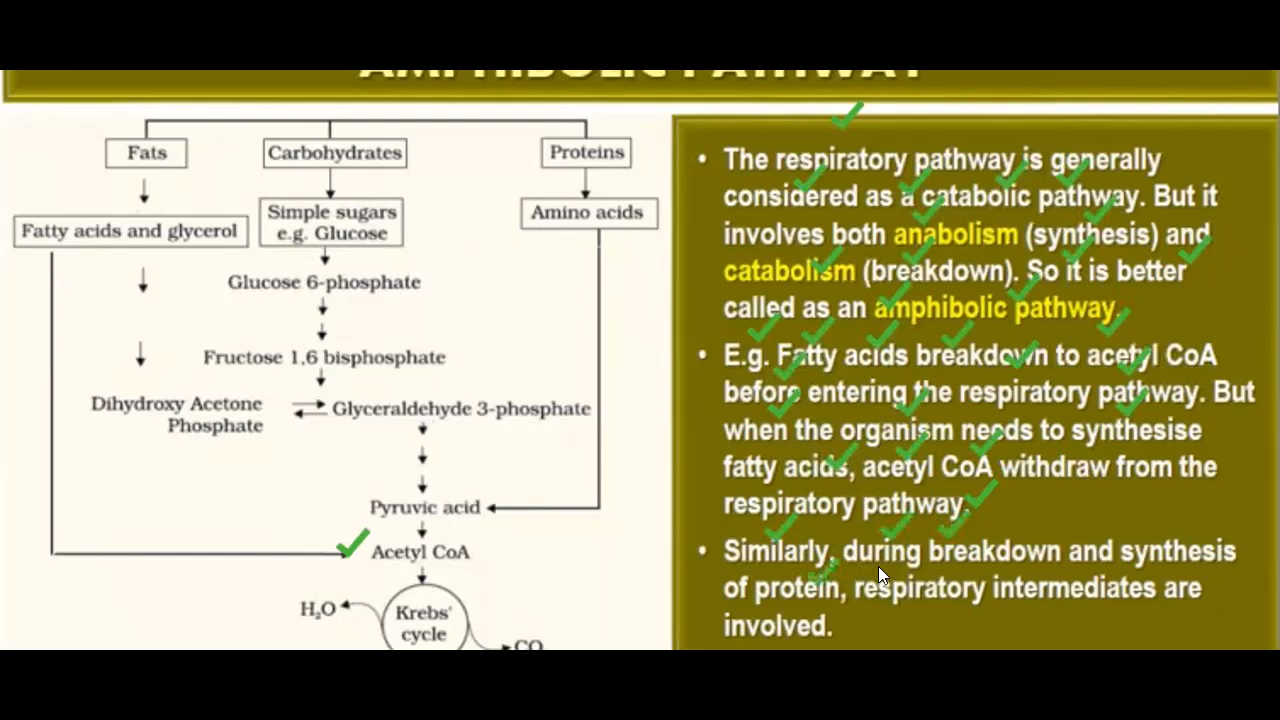 AMPHIBOLIC PATHWAY
Fats
Carbohydrates
Proteins
Fatty acids and glycerol
Simple sugars
e.g. Glucose
Amino acids
Glucose 6-phosphate
Fructose 1,6 bisphosphate
Dihydroxy Acetone
Phosphate
Glyceraldehyde 3-phosphate
Pyruvic acid
Acetyl CoA
H₂O
Krebs'
cycle
CO
• The respiratory pathway is generally
considered as a catabolic pathway. But it
involves both anabolism (synthesis) and
catabolism (breakdown). So it is better
called as an amphibolic pathway.
• E.g. Fatty acids breakdown to acetyl CoA
before entering the respiratory pathway. But
when the organism needs to synthesise
fatty acids, acetyl CoA withdraw from the
respiratory pathway.
• Similarly, during breakdown and synthesis
of protein, respiratory intermediates are
involved.